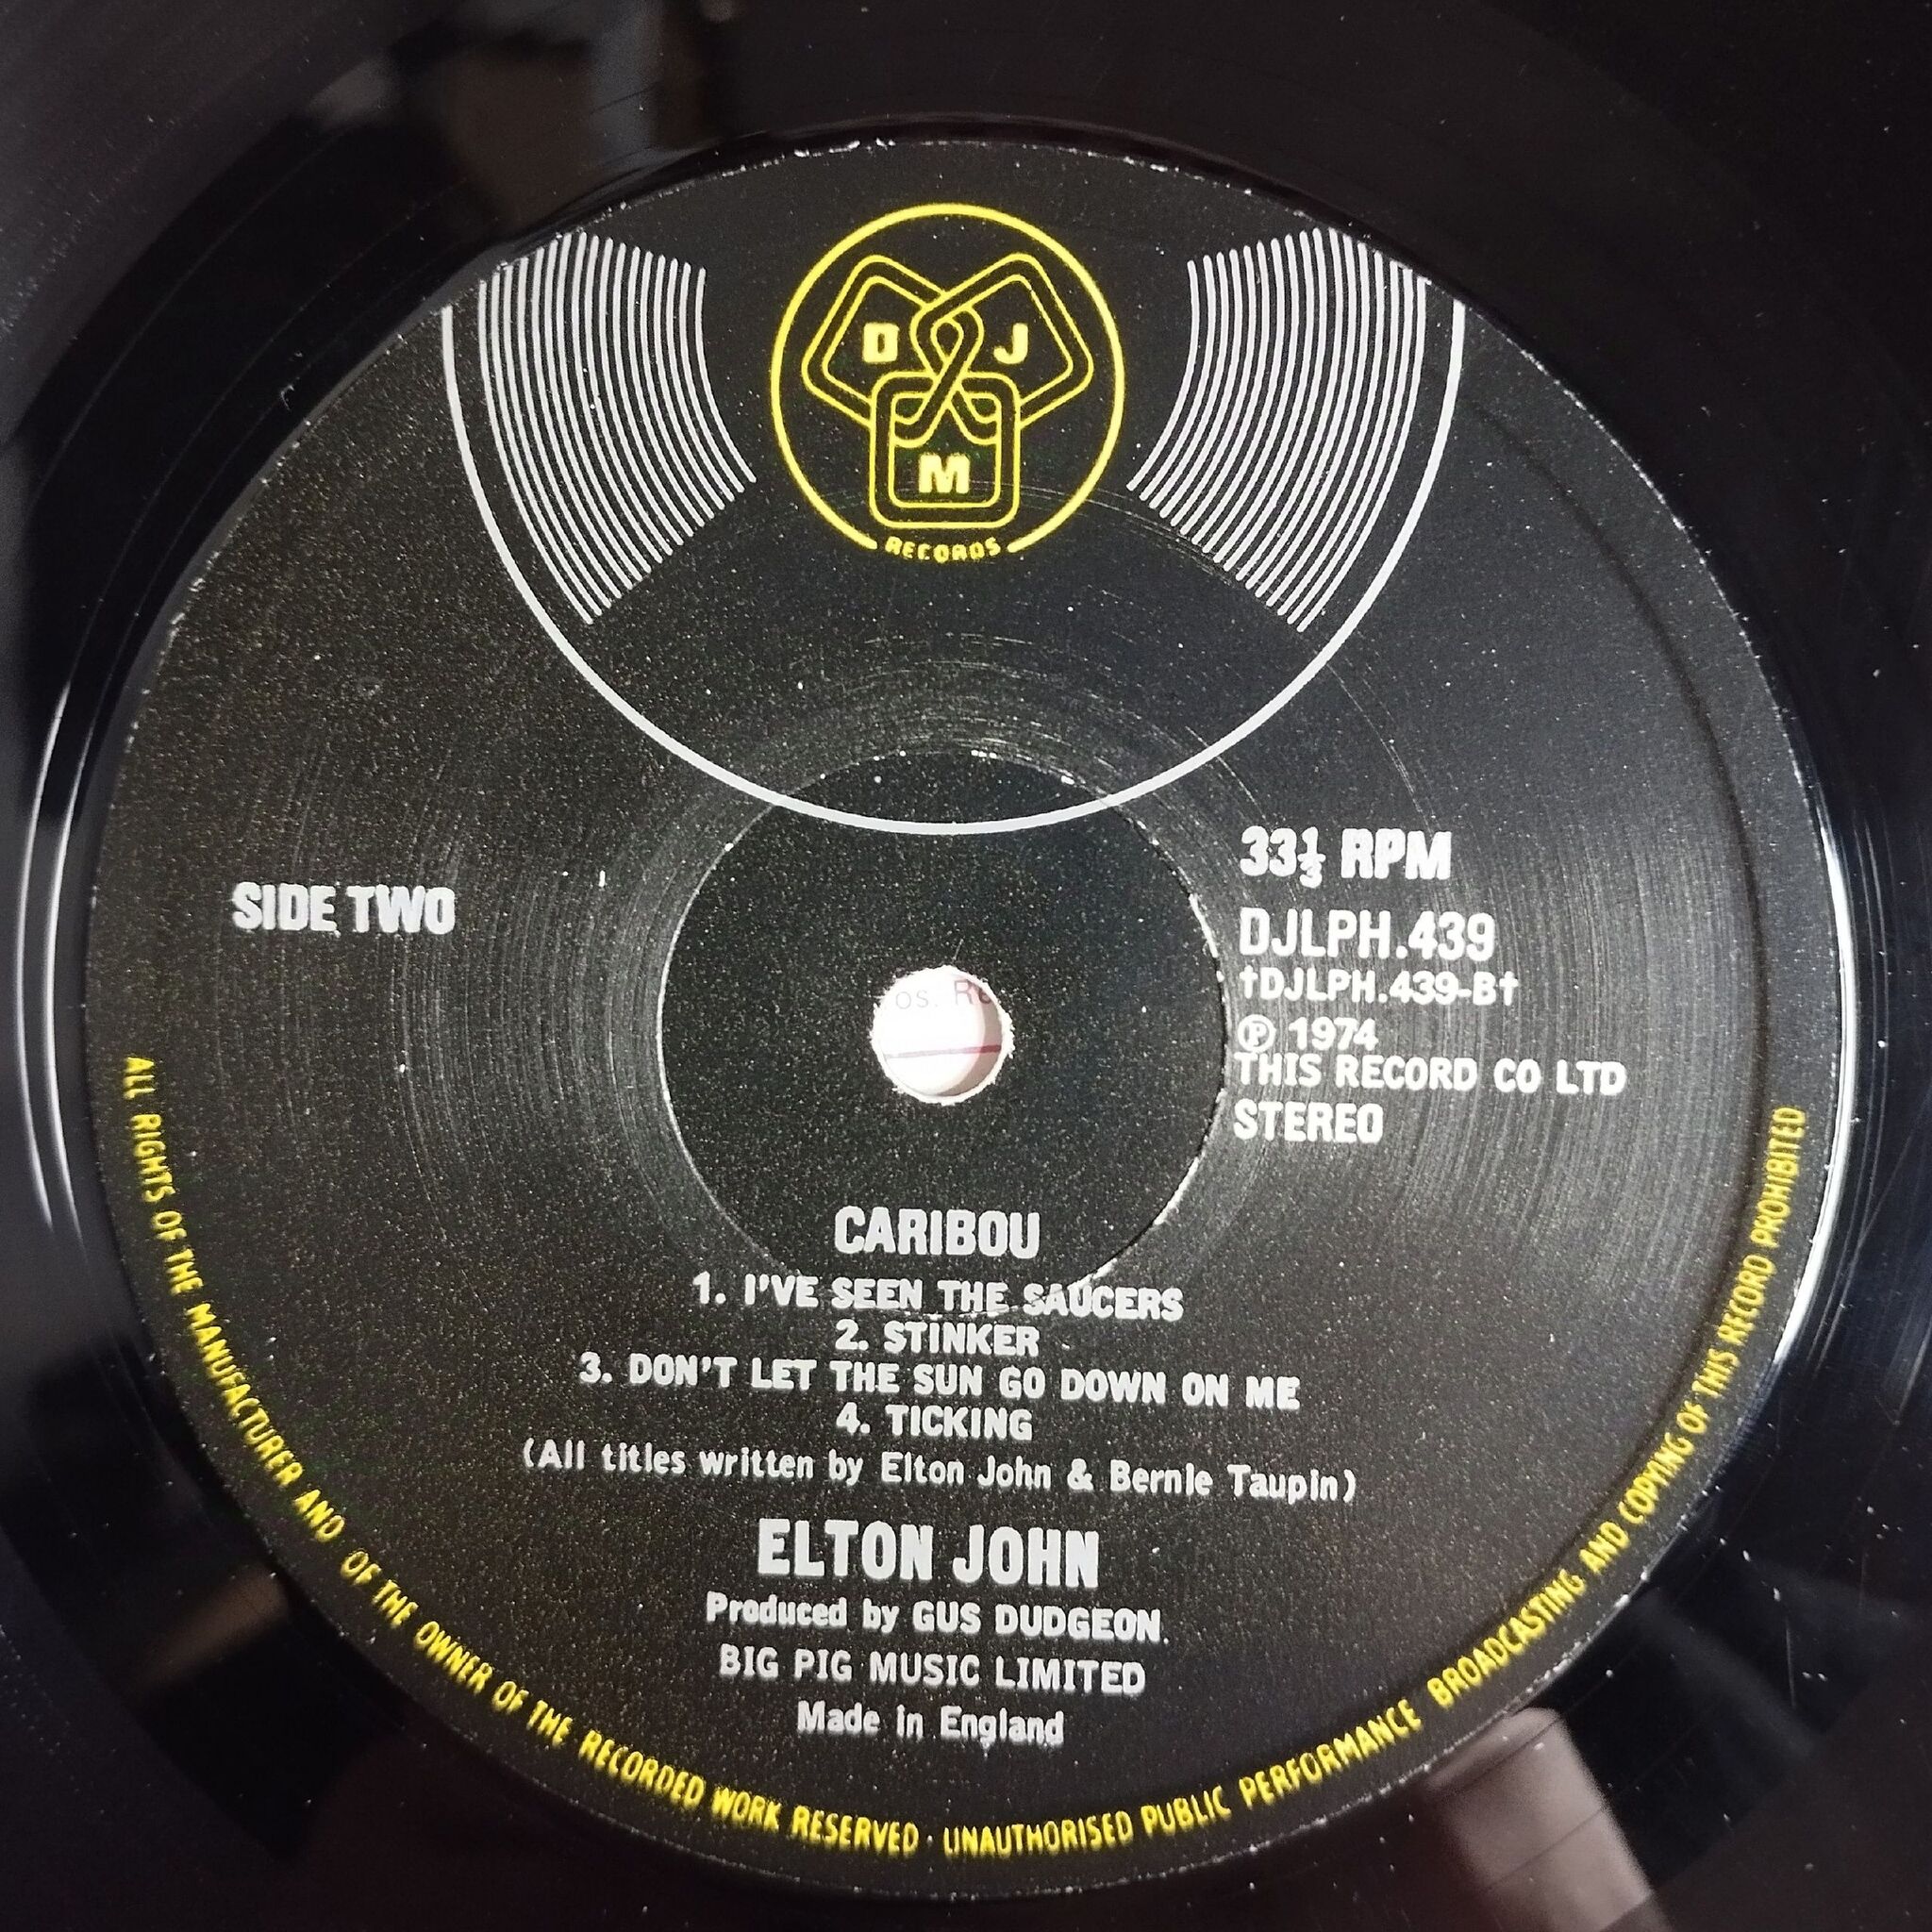 D J
M
RECORDS
SIDE TWO
33⅓ RPM
DJLPH.439
†DJLPH.439-B†
℗ 1974
THIS RECORD CO LTD
STEREO
os. R
CARIBOU
1. I'VE SEEN THE SAUCERS
2. STINKER
3. DON'T LET THE SUN GO DOWN ON ME
4. TICKING
(All titles written by Elton John & Bernie Taupin)
ELTON JOHN
Produced by GUS DUDGEON.
BIG PIG MUSIC LIMITED
Made in England
ALL RIGHTS OF THE MANUFACTURER AND OF THE OWNER OF THE RECORDED WORK RESERVED · UNAUTHORISED PUBLIC PERFORMANCE BROADCASTING AND COPYING OF THIS RECORD PROHIBITED